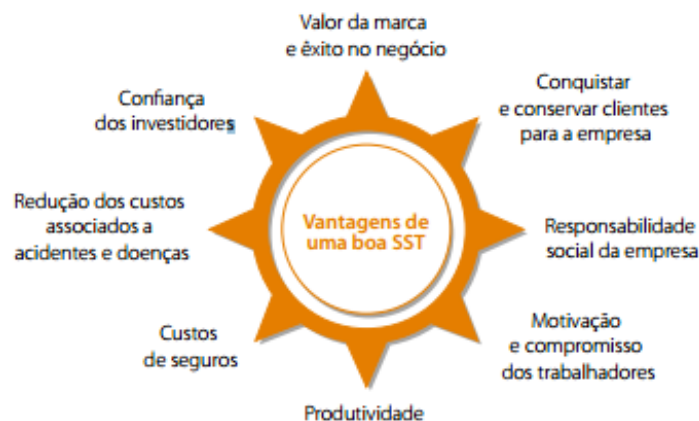 Valor da marca
e êxito no negócio
Conquistar
e conservar clientes
para a empresa
Responsabilidade
social da empresa
Motivação
e compromisso
dos trabalhadores
Produtividade
Custos
de seguros
Redução dos custos
associados a
acidentes e doenças
Confiança
dos investidores
Vantagens de
uma boa SST